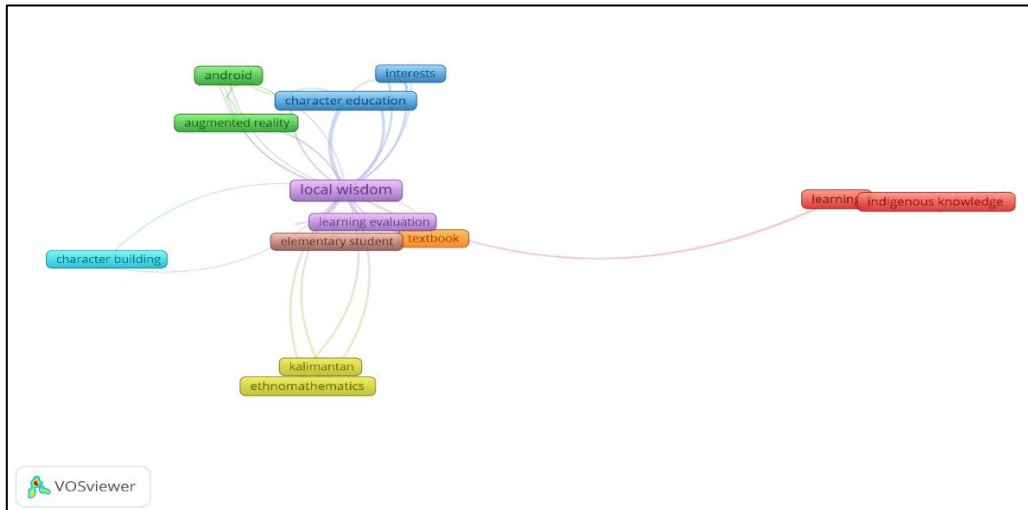 android
interests
character education
augmented reality
local wisdom
learning
indigenous knowledge
learning evaluation
elementary student
textbook
character building
kalimantan
ethnomathematics
VOSviewer